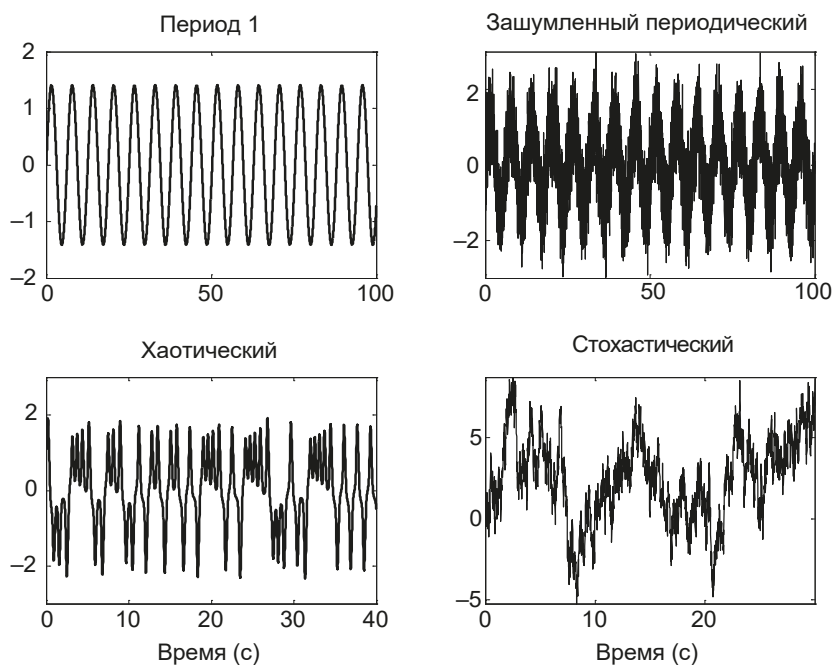 Период 1
Зашумленный периодический
2
1
0
–1
–2
0 50 100
2
0
–2
0 50 100
Хаотический
Стохастический
2
0
–2
0 10 20 30 40
Время (с)
5
0
–5
0 10 20
Время (с)